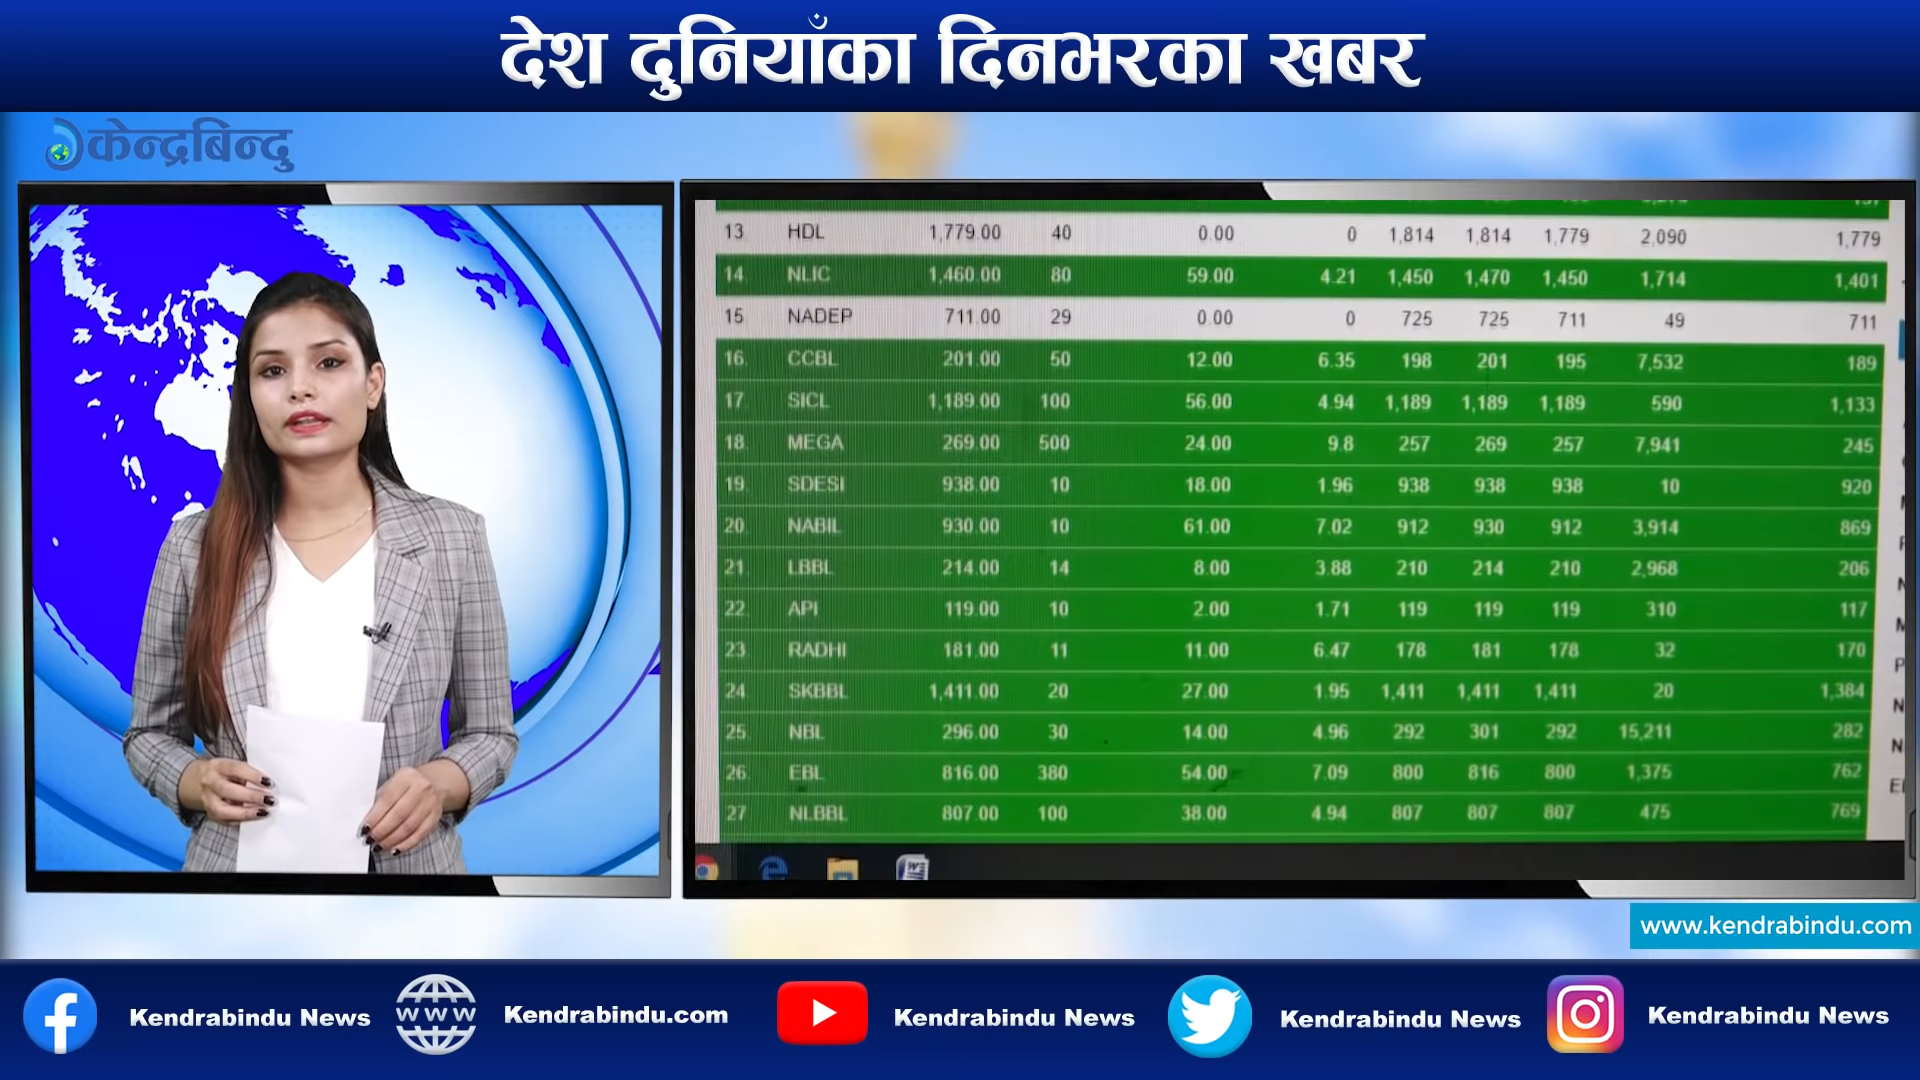 देश दुनियाँका दिनभरका खबर
केन्द्रबिन्दु
13 HDL 1,779.00 40 0.00 0 1,814 1,814 1,779 2,090 1,779
14. NLIC 1,460.00 80 59.00 4.21 1,450 1,470 1,450 1,714 1,401
15 NADEP 711.00 29 0.00 0 725 725 711 49 711
16. CCBL 201.00 50 12.00 6.35 198 201 195 7,532 189
17. SICL 1,189.00 100 56.00 4.94 1,189 1,189 1,189 590 1,133
18. MEGA 269.00 500 24.00 9.8 257 269 257 7,941 245
19. SDESI 938.00 10 18.00 1.96 938 938 938 10 920
20. NABIL 930.00 10 61.00 7.02 912 930 912 3,914 869
21. LBBL 214.00 14 8.00 3.88 210 214 210 2,968 206
22. API 119.00 10 2.00 1.71 119 119 119 310 117
23. RADHI 181.00 11 11.00 6.47 178 181 178 32 170
24. SKBBL 1,411.00 20 27.00 1.95 1,411 1,411 1,411 20 1,384
25. NBL 296.00 30 14.00 4.96 292 301 292 15,211 282
26. EBL 816.00 380 54.00 7.09 800 816 800 1,375 762
27 NLBBL 807.00 100 38.00 4.94 807 807 807 475 769
www.kendrabindu.com
Kendrabindu News
WWW
Kendrabindu.com
Kendrabindu News
Kendrabindu News
Kendrabindu News